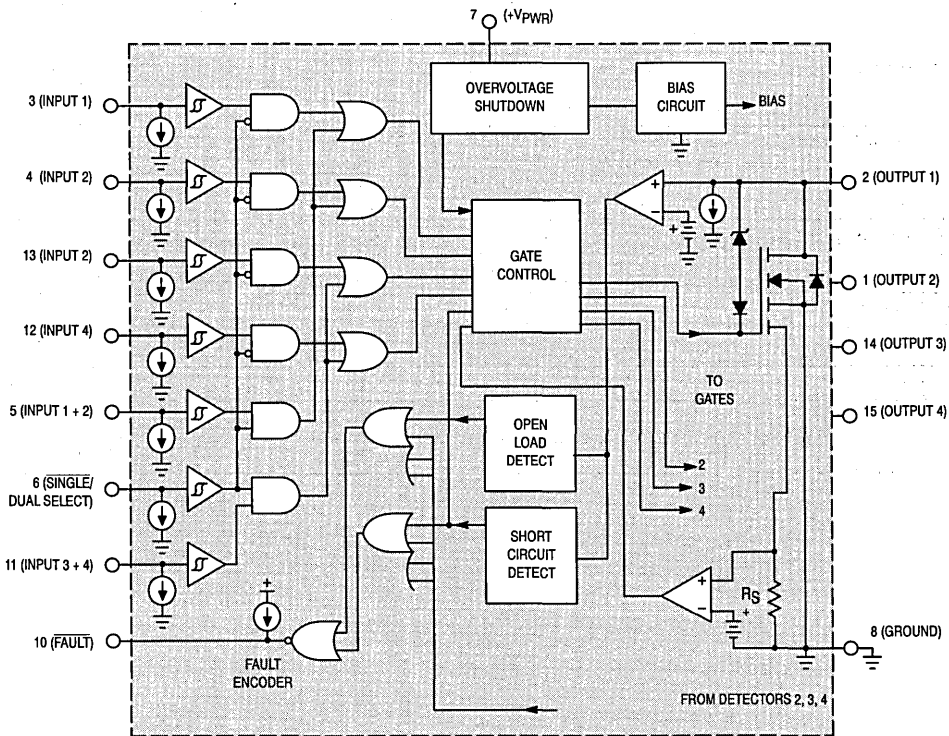 7 (+VPWR)
3 (INPUT 1)
OVERVOLTAGE
SHUTDOWN
BIAS
CIRCUIT
BIAS
4 (INPUT 2)
+
−
+
2 (OUTPUT 1)
13 (INPUT 2)
GATE
CONTROL
1 (OUTPUT 2)
12 (INPUT 4)
14 (OUTPUT 3)
TO
GATES
5 (INPUT 1 + 2)
15 (OUTPUT 4)
OPEN
LOAD
DETECT
6 (SINGLE/
DUAL SELECT)
2
3
4
SHORT
CIRCUIT
DETECT
11 (INPUT 3 + 4)
+
+
−
RS
+
10 (FAULT)
8 (GROUND)
FAULT
ENCODER
FROM DETECTORS 2, 3, 4